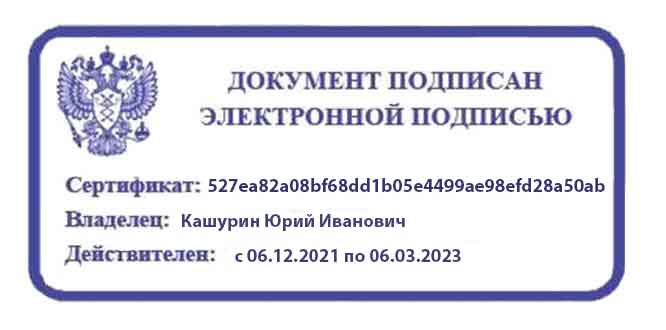 ДОКУМЕНТ ПОДПИСАН
ЭЛЕКТРОННОЙ ПОДПИСЬЮ
Сертификат: 527ea82a08bf68dd1b05e4499ae98efd28a50ab
Владелец: Кашурин Юрий Иванович
Действителен: с 06.12.2021 по 06.03.2023